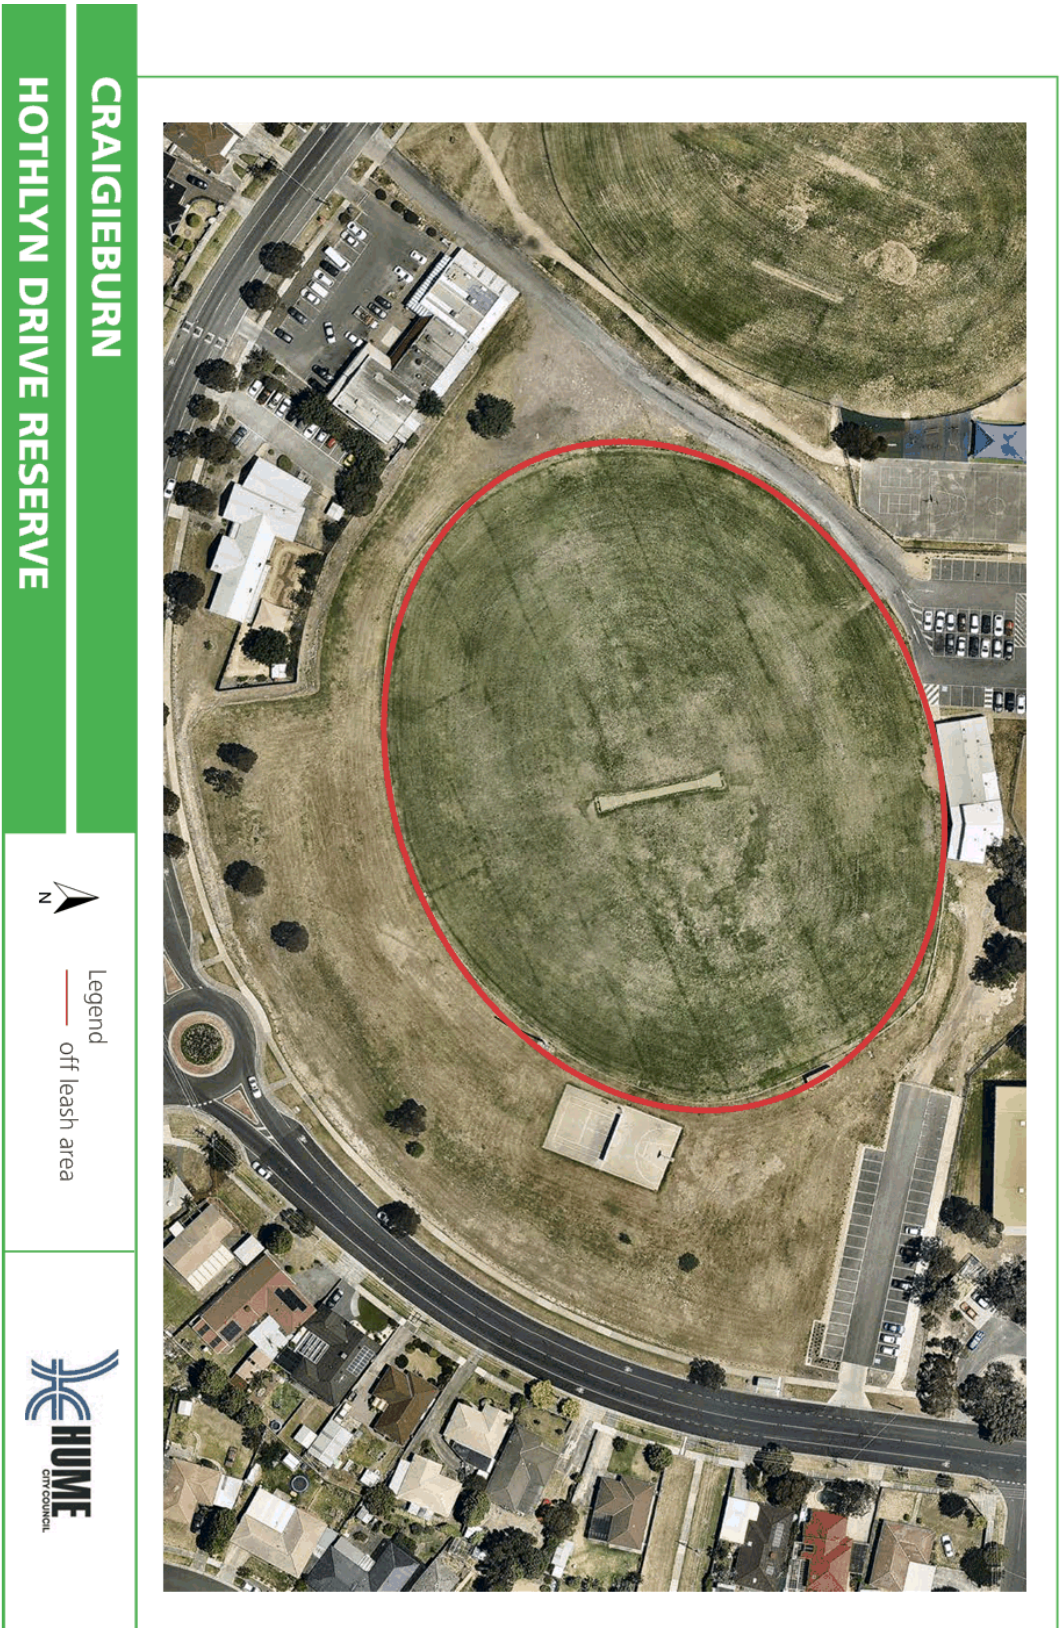 CRAIGIEBURN
HOTHLYN DRIVE RESERVE
N
Legend
off leash area
HUME
CITY COUNCIL